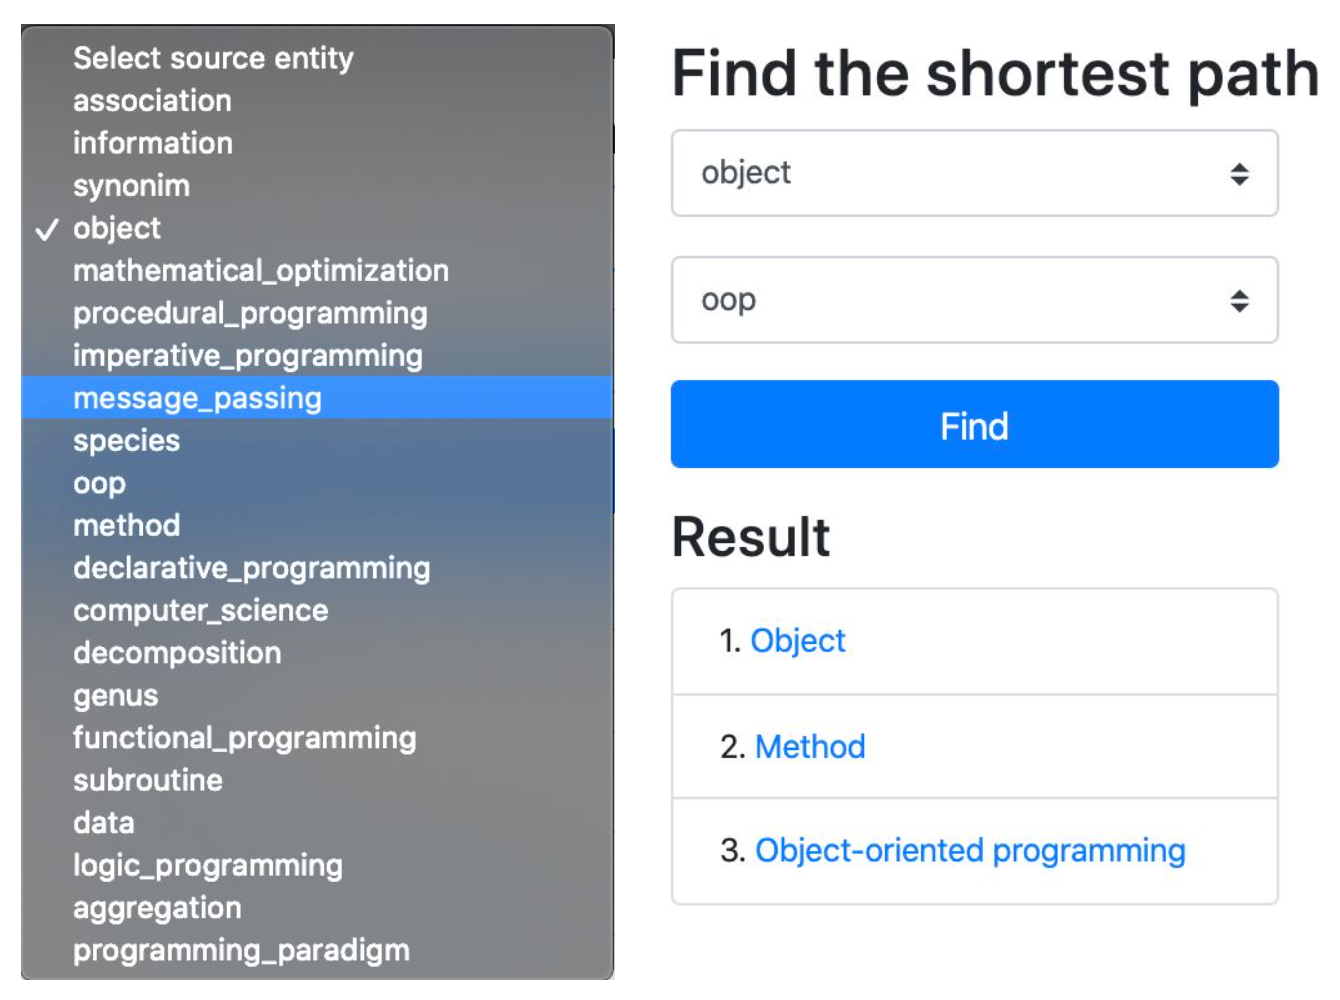 Select source entity
association
information
synonim
✓ object
mathematical_optimization
procedural_programming
imperative_programming
message_passing
species
oop
method
declarative_programming
computer_science
decomposition
genus
functional_programming
subroutine
data
logic_programming
aggregation
programming_paradigm
Find the shortest path
object
oop
Find
Result
1. Object
2. Method
3. Object-oriented programming